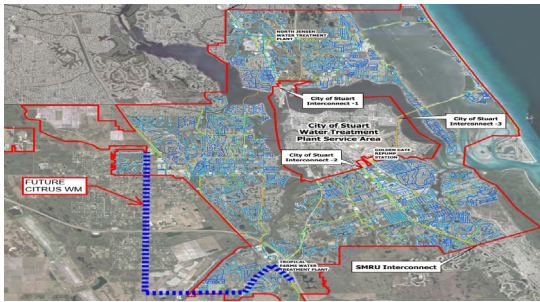 NORTH JENSEN
WATER TREATMENT
PLANT
City of Stuart
Interconnect -1
City of Stuart
Interconnect -3
City of Stuart
Water Treatment
Plant Service Area
City of Stuart
Interconnect -2
GOLDEN GATE
REPUMP
STATION
FUTURE
CITRUS WM
TROPICAL
FARMS WATER
TREATMENT PLANT
SMRU Interconnect